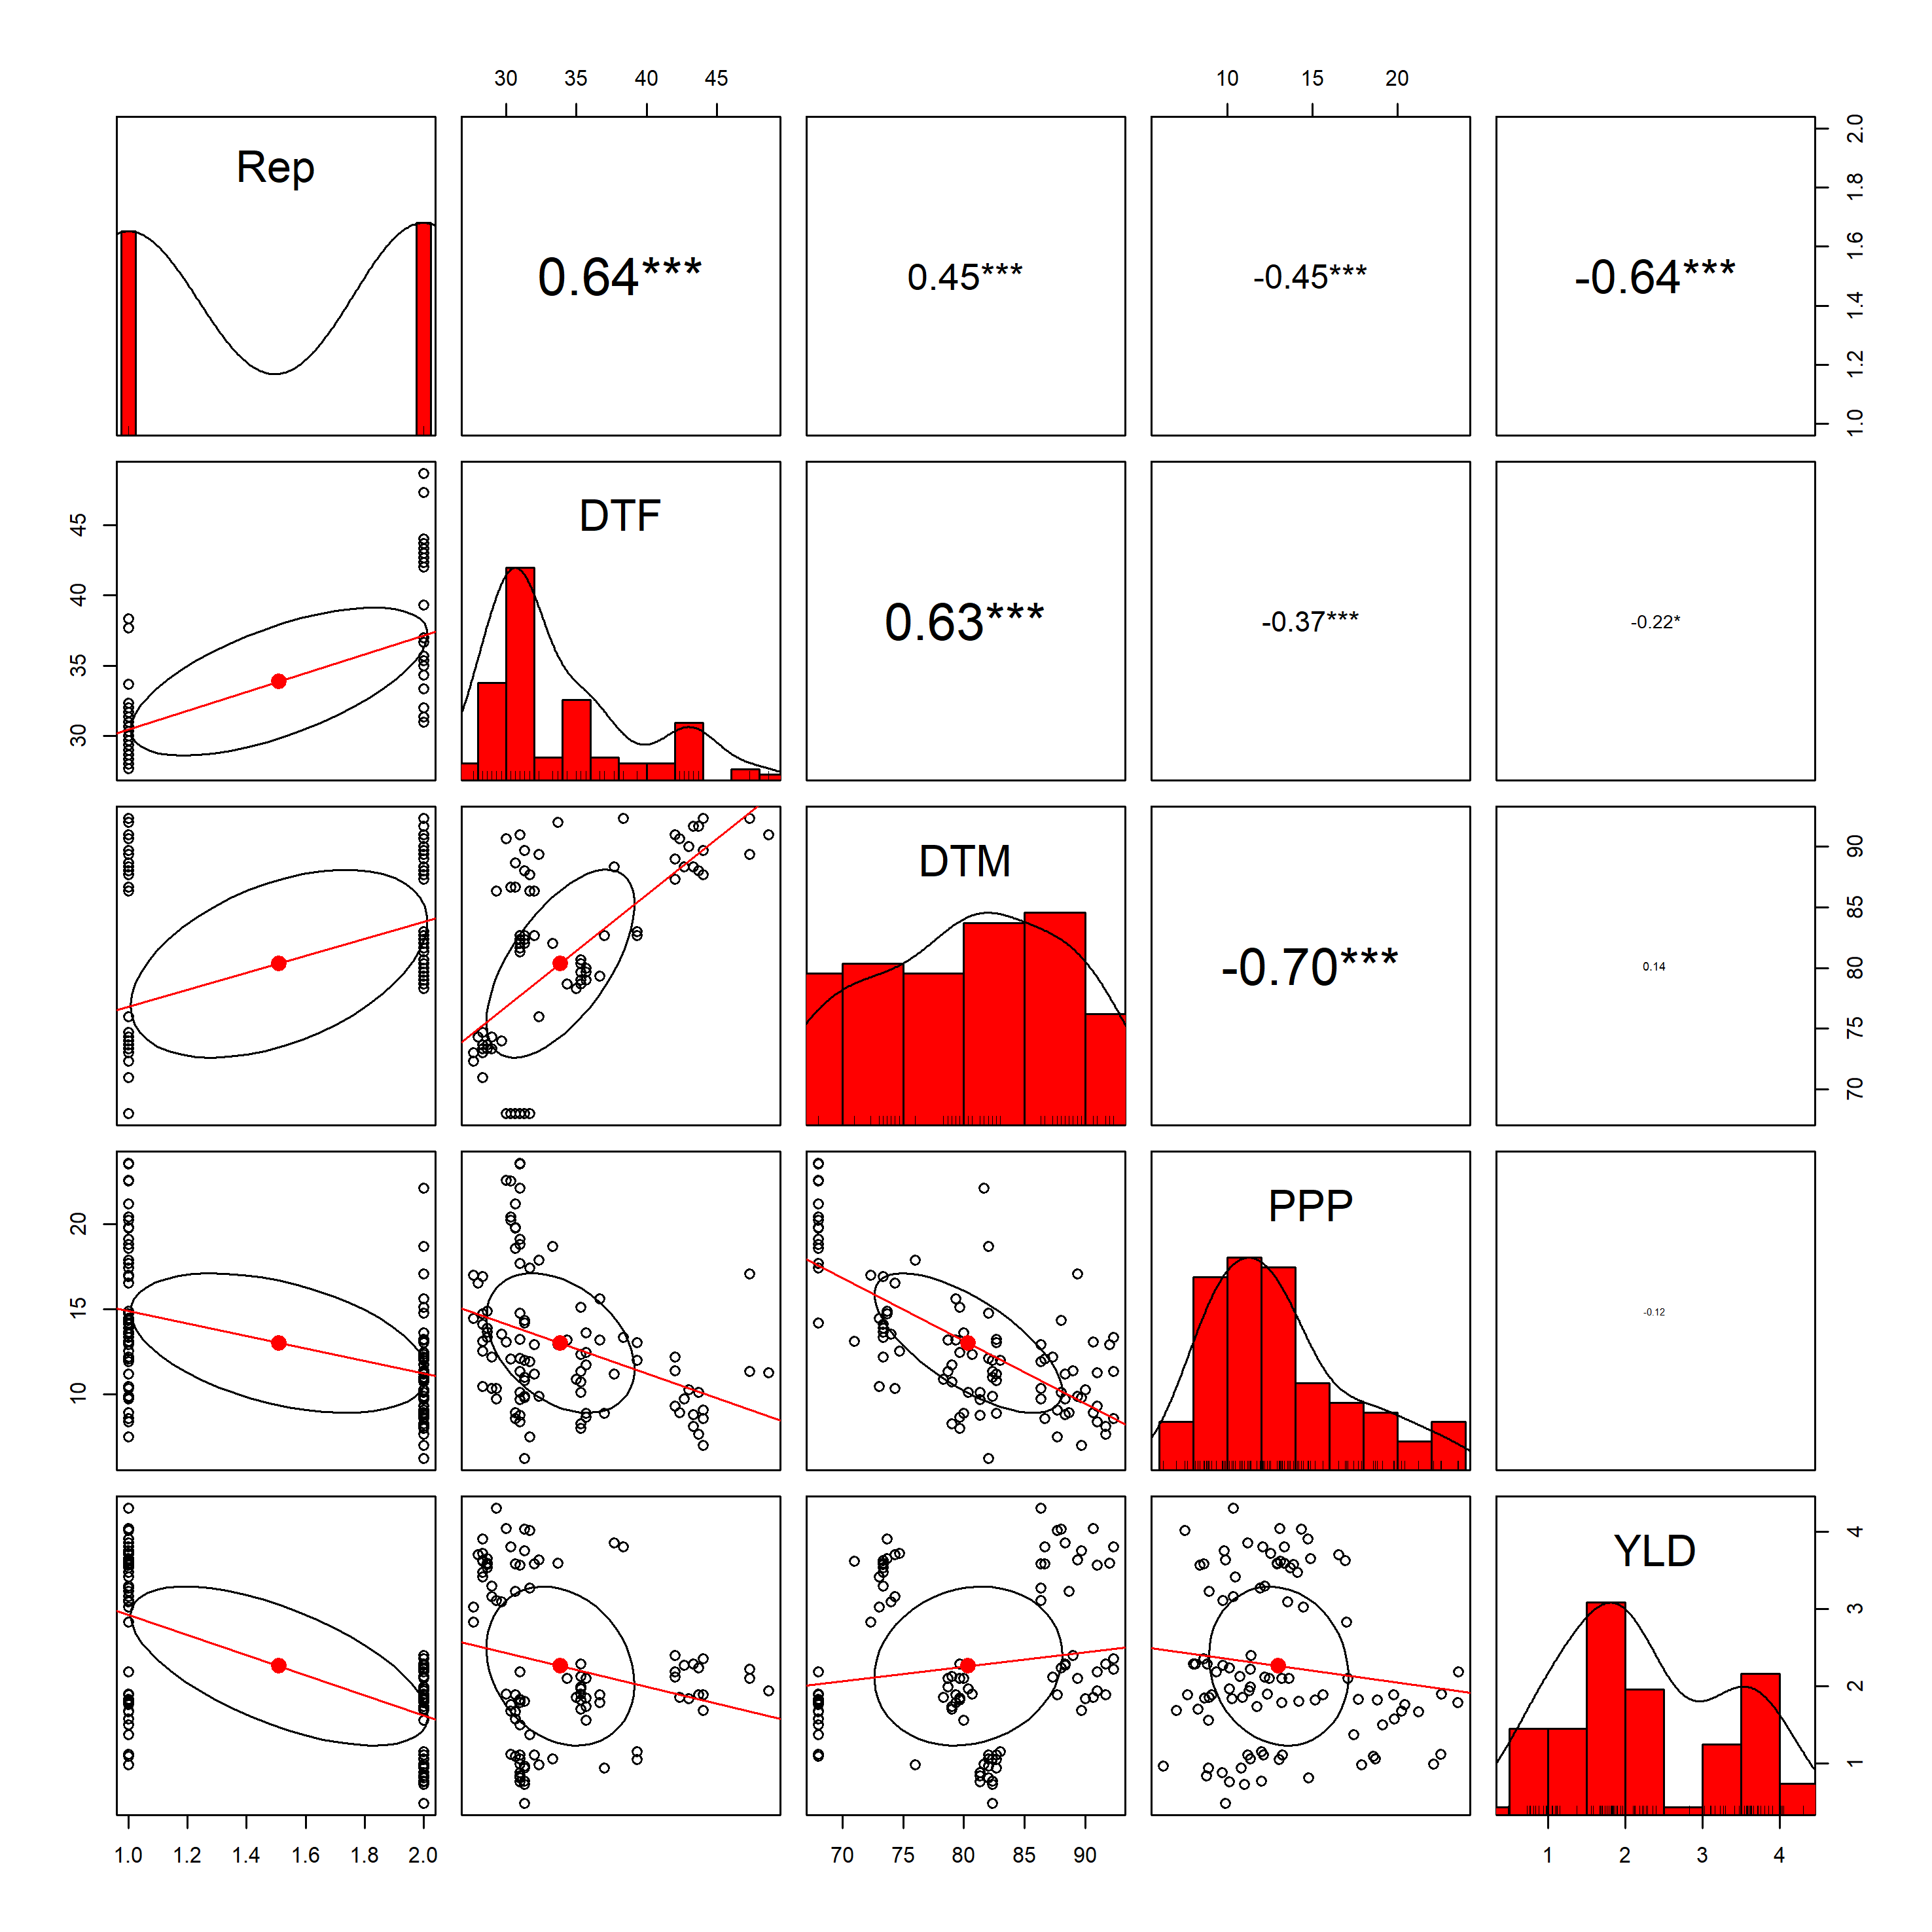 30 35 40 45 10 15 20
Rep 0.64*** 0.45*** -0.45*** -0.64***
1.0 1.2 1.4 1.6 1.8 2.0
30 35 40 45
DTF 0.63*** -0.37*** -0.22*
DTM -0.70*** 0.14
70 75 80 85 90
10 15 20
PPP -0.12
YLD
1 2 3 4
1.0 1.2 1.4 1.6 1.8 2.0 70 75 80 85 90 1 2 3 4